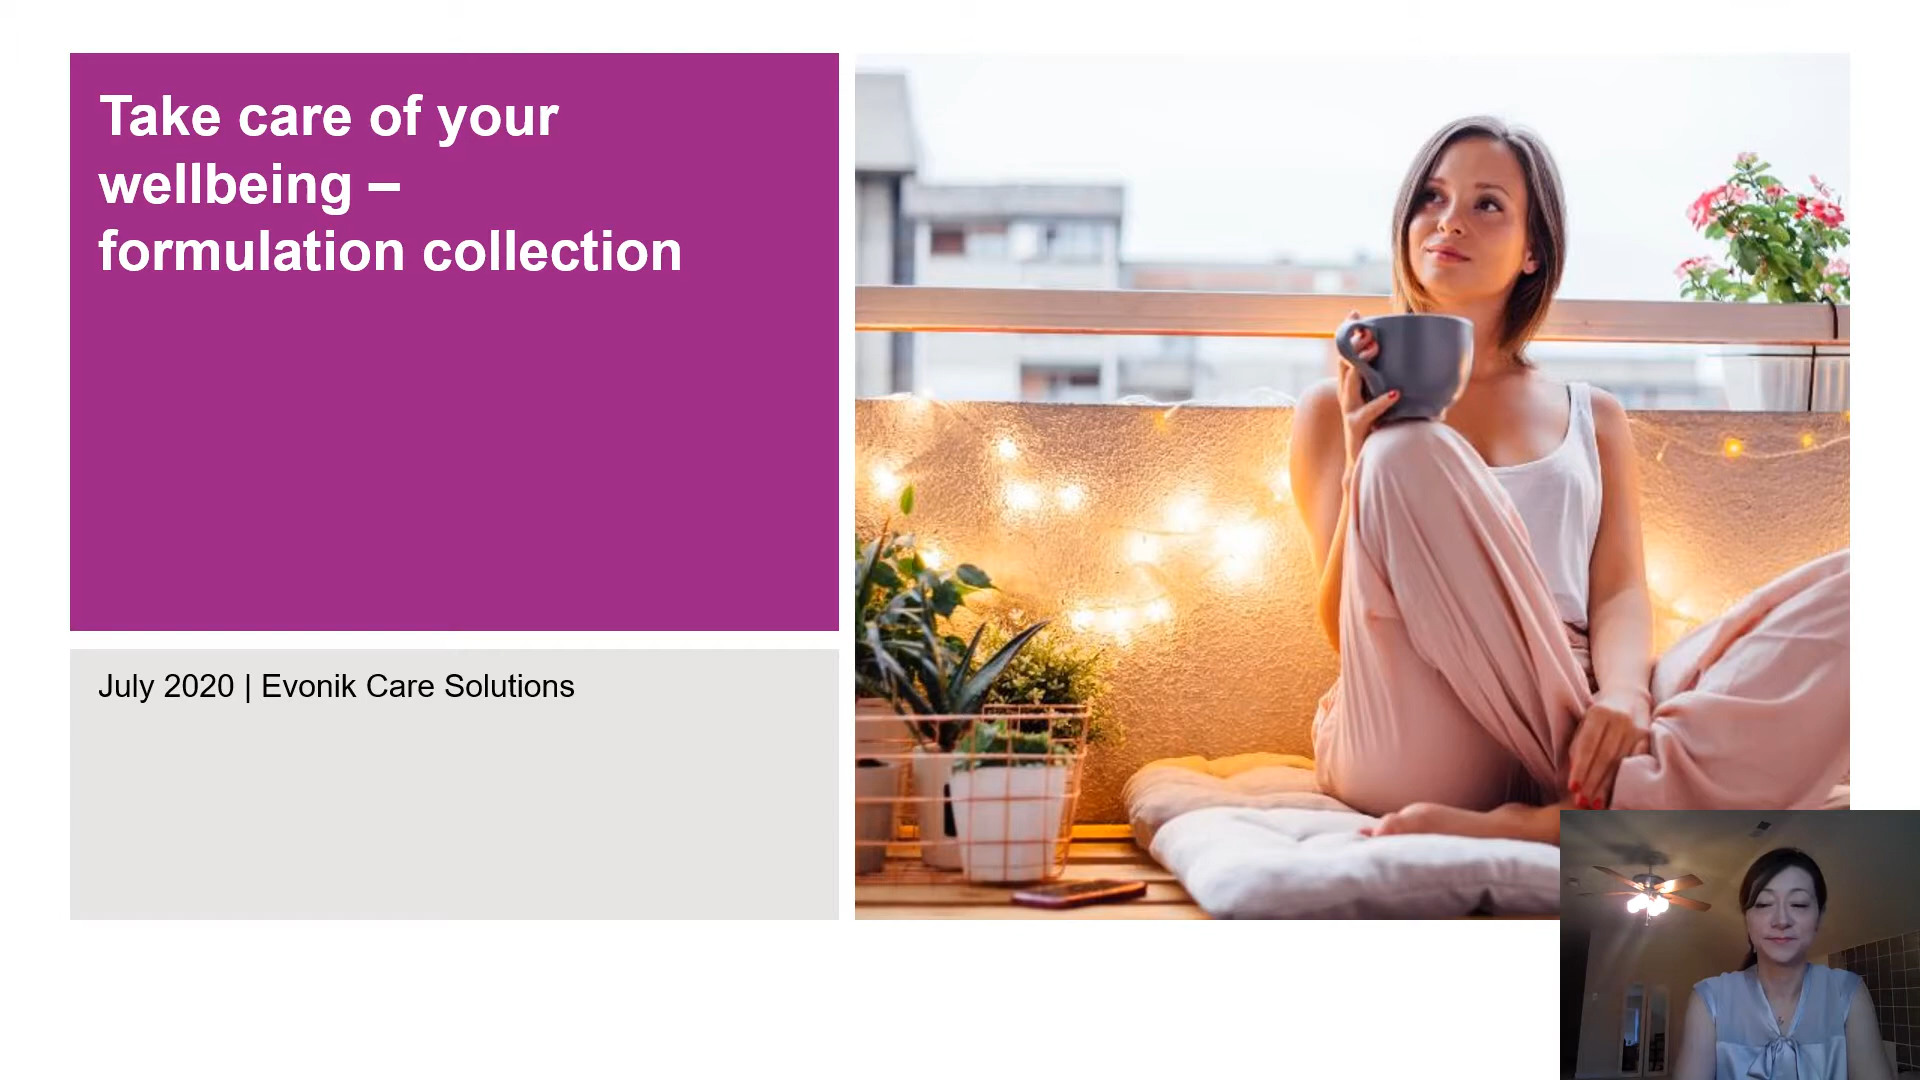 Take care of your
wellbeing –
formulation collection
July 2020 | Evonik Care Solutions